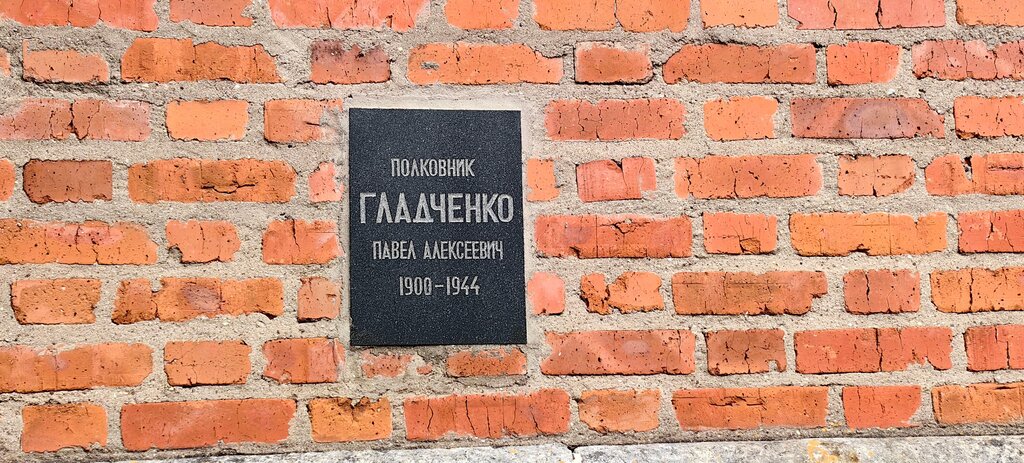 ПОЛКОВНИК
ГЛАДЧЕНКО
ПАВЕЛ АЛЕКСЕЕВИЧ
1900-1944